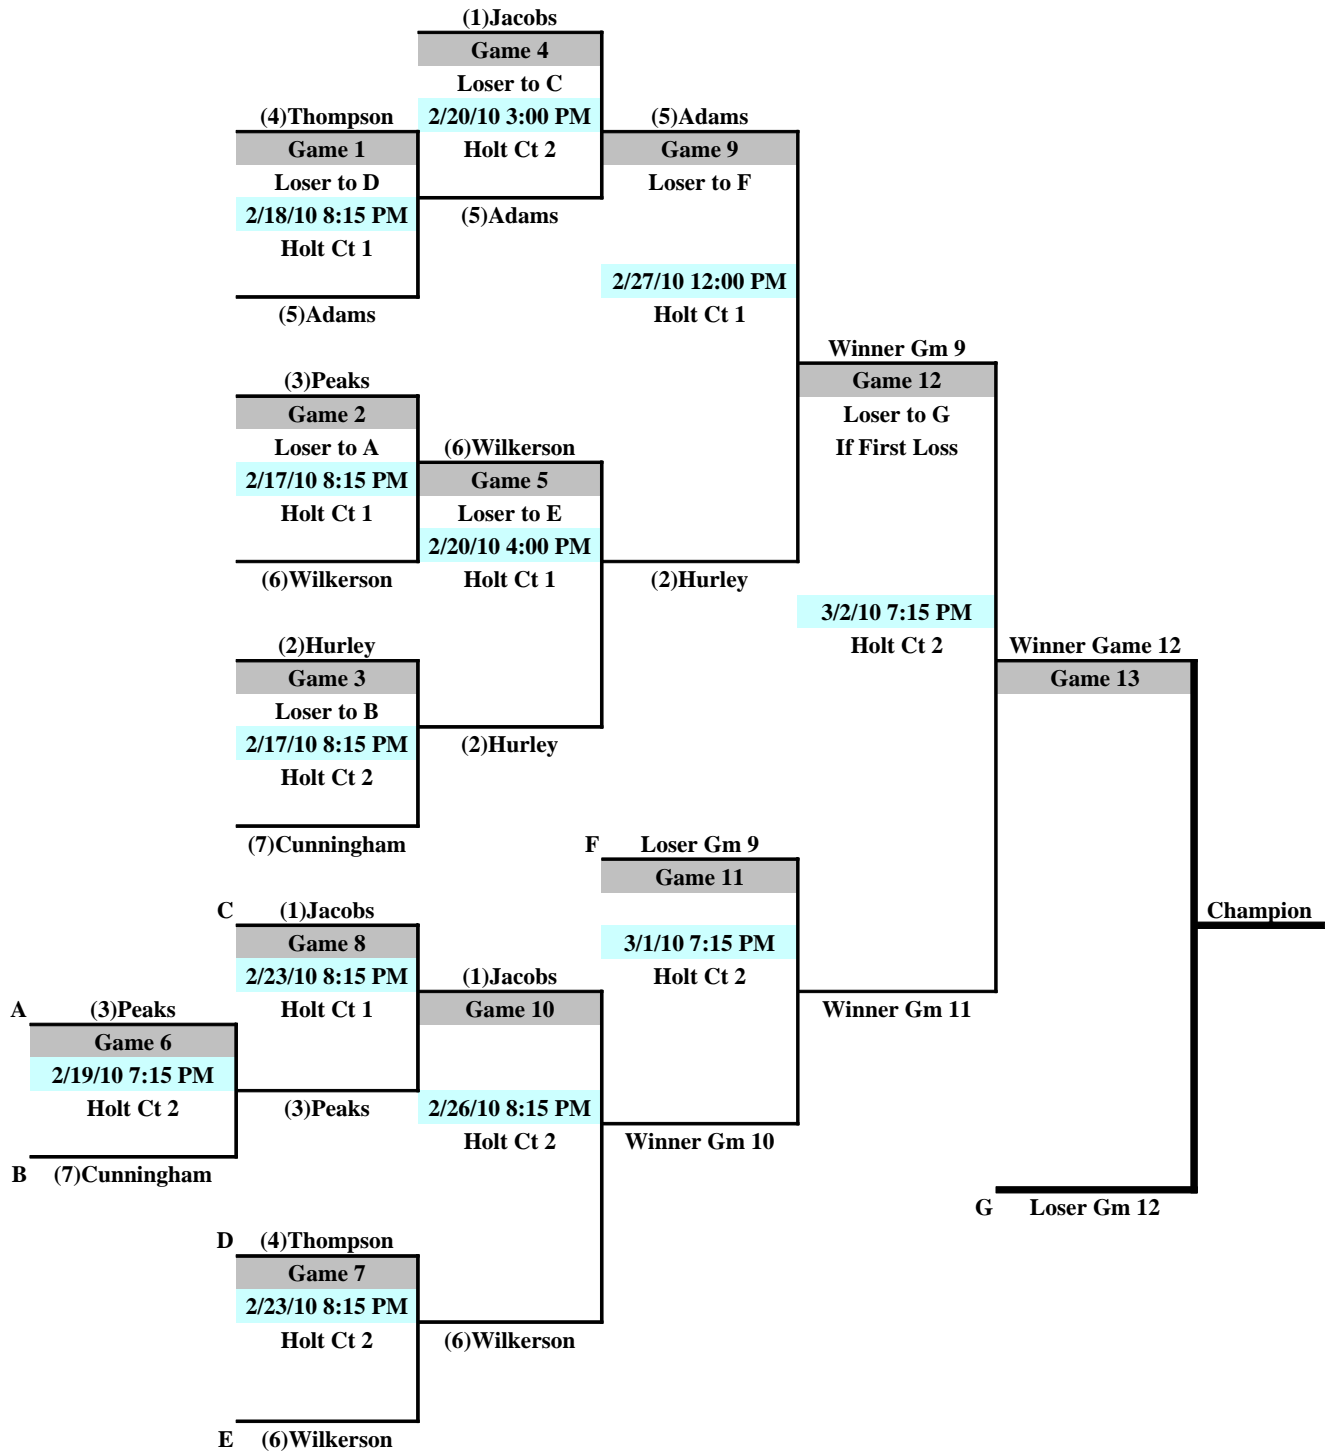 (1)Jacobs
Game 4
Loser to C
2/20/10 3:00 PM
Holt Ct 2
(5)Adams
(4)Thompson
Game 1
Loser to D
2/18/10 8:15 PM
Holt Ct 1
(5)Adams
(5)Adams
Game 9
Loser to F
2/27/10 12:00 PM
Holt Ct 1
(2)Hurley
(3)Peaks
Game 2
Loser to A
2/17/10 8:15 PM
Holt Ct 1
(6)Wilkerson
(6)Wilkerson
Game 5
Loser to E
2/20/10 4:00 PM
Holt Ct 1
(2)Hurley
(2)Hurley
Game 3
Loser to B
2/17/10 8:15 PM
Holt Ct 2
(7)Cunningham
Winner Gm 9
Game 12
Loser to G
If First Loss
3/2/10 7:15 PM
Holt Ct 2
Winner Gm 11
Winner Game 12
Game 13
G Loser Gm 12
Champion
F Loser Gm 9
Game 11
3/1/10 7:15 PM
Holt Ct 2
Winner Gm 10
C (1)Jacobs
Game 8
2/23/10 8:15 PM
Holt Ct 1
(3)Peaks
(1)Jacobs
Game 10
2/26/10 8:15 PM
Holt Ct 2
(6)Wilkerson
A (3)Peaks
Game 6
2/19/10 7:15 PM
Holt Ct 2
B (7)Cunningham
D (4)Thompson
Game 7
2/23/10 8:15 PM
Holt Ct 2
E (6)Wilkerson